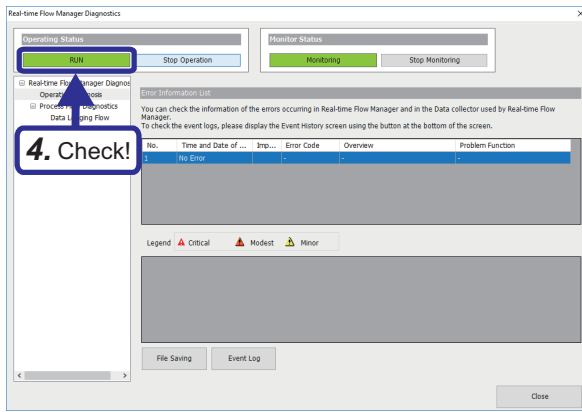 Real-time Flow Manager Diagnostics
Operating Status
Monitor Status
RUN
Stop Operation
Monitoring
Stop Monitoring
Real-time Flow Manager Diagnos
Operati nosis
Process Flow Diagnostics
Data L ging Flow
4. Check!
Error Information List
You can check the information of the errors occurring in Real-time Flow Manager and in the Data collector used by Real-time Flow
Manager.
To check the event logs, please display the Event History screen using the button at the bottom of the screen.
No. Time and Date of ... Imp... Error Code Overview Problem Function
1 No Error - - -
Legend Critical Modest Minor
File Saving
Event Log
Close